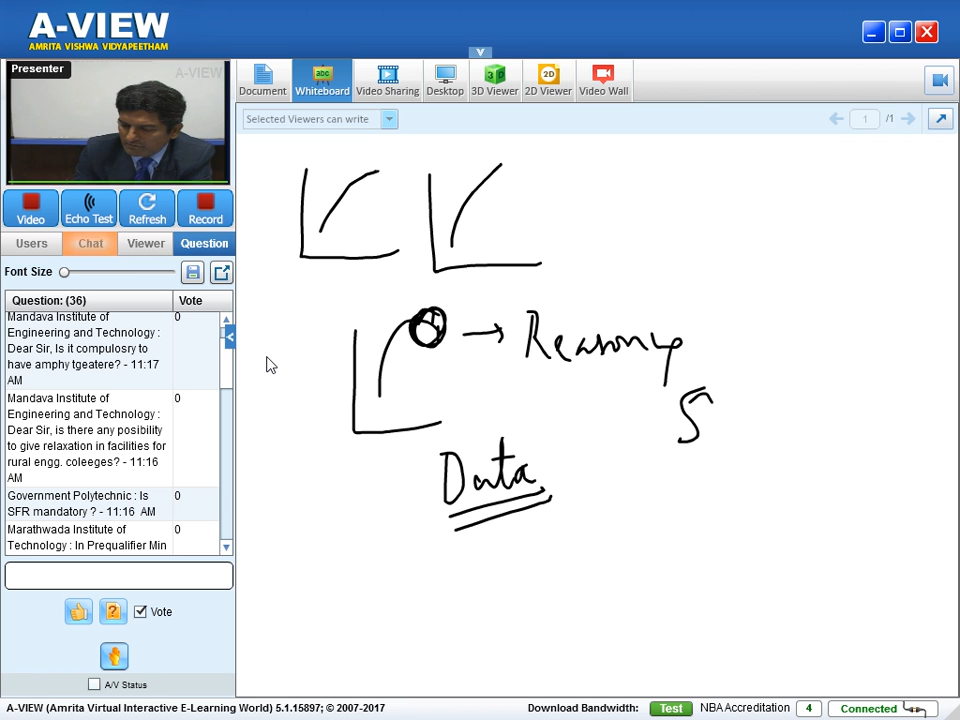 A-VIEW
AMRITA VISHWA VIDYAPEETHAM
Presenter
A-VIEW
Document
Whiteboard
Video Sharing
Desktop
3D Viewer
2D Viewer
Video Wall
Selected Viewers can write
1 /1
Video
Echo Test
Refresh
Record
Users
Chat
Viewer
Question
Font Size
Question: (36) Vote
Mandava Institute of 0
Engineering and Technology :
Dear Sir, Is it compulosry to
have amphy tgeatere? - 11:17
AM
Mandava Institute of 0
Engineering and Technology :
Dear Sir, is there any posibility
to give relaxation in facilities for
rural engg. coleeges? - 11:16
AM
Government Polytechnic : Is 0
SFR mandatory ? - 11:16 AM
Marathwada Institute of 0
Technology : In Prequalifier Min
Vote
A/V Status
Reasons
S
Data
A-VIEW (Amrita Virtual Interactive E-Learning World) 5.1.15897; © 2007-2017
Download Bandwidth: Test NBA Accreditation 4 Connected